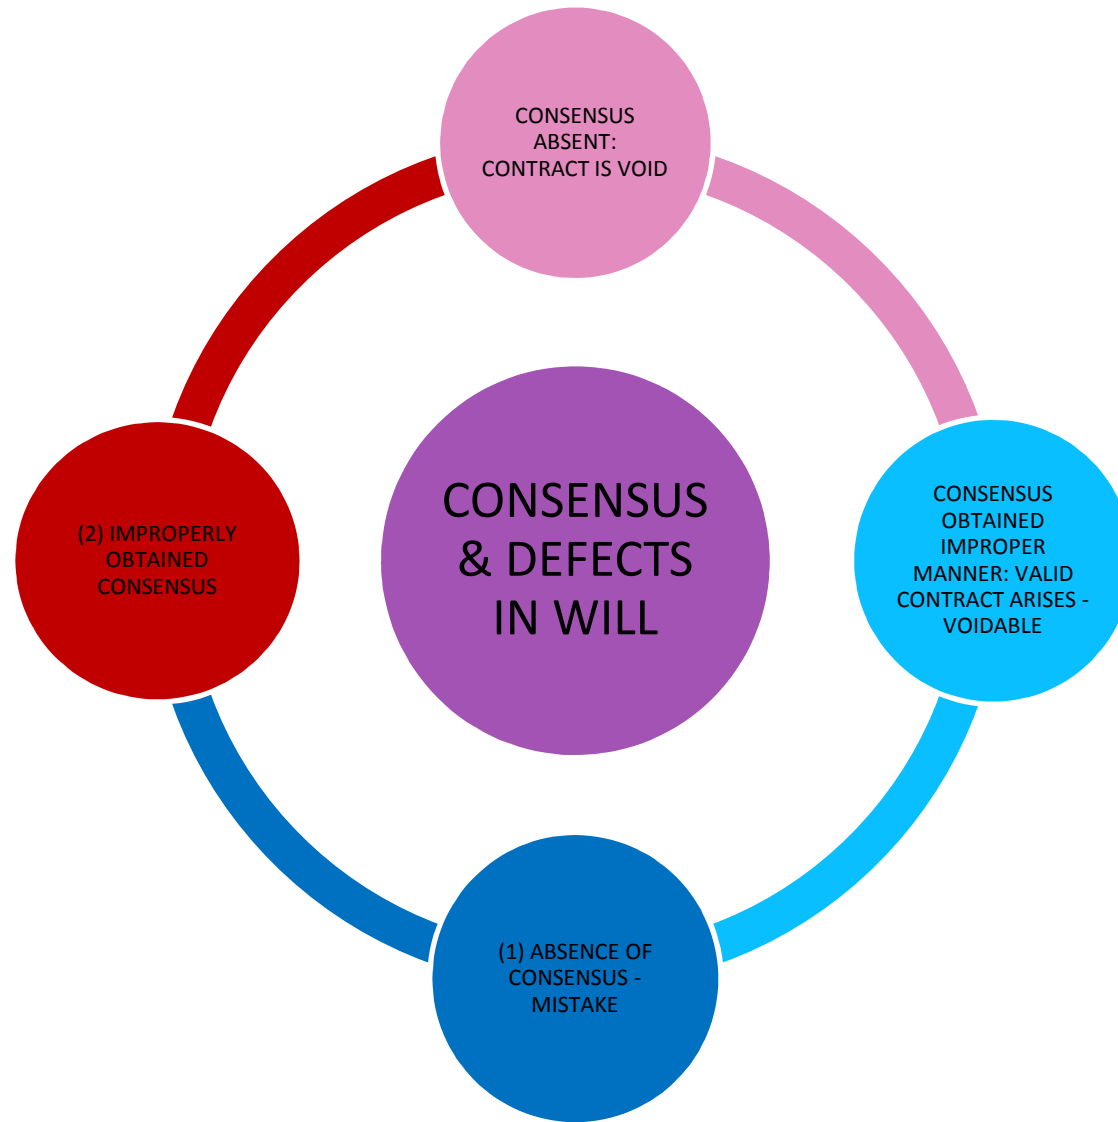 CONSENSUS
ABSENT:
CONTRACT IS VOID
CONSENSUS
& DEFECTS
IN WILL
CONSENSUS
OBTAINED
IMPROPER
MANNER: VALID
CONTRACT ARISES -
VOIDABLE
(1) ABSENCE OF
CONSENSUS -
MISTAKE
(2) IMPROPERLY
OBTAINED
CONSENSUS